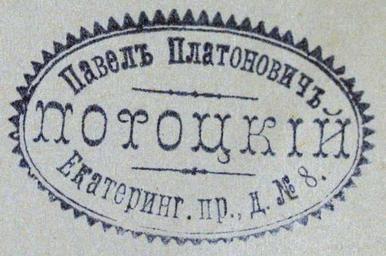 Павелъ Платоновичъ
ПОТОЦКІЙ
Екатеринг. пр., д. № 8.